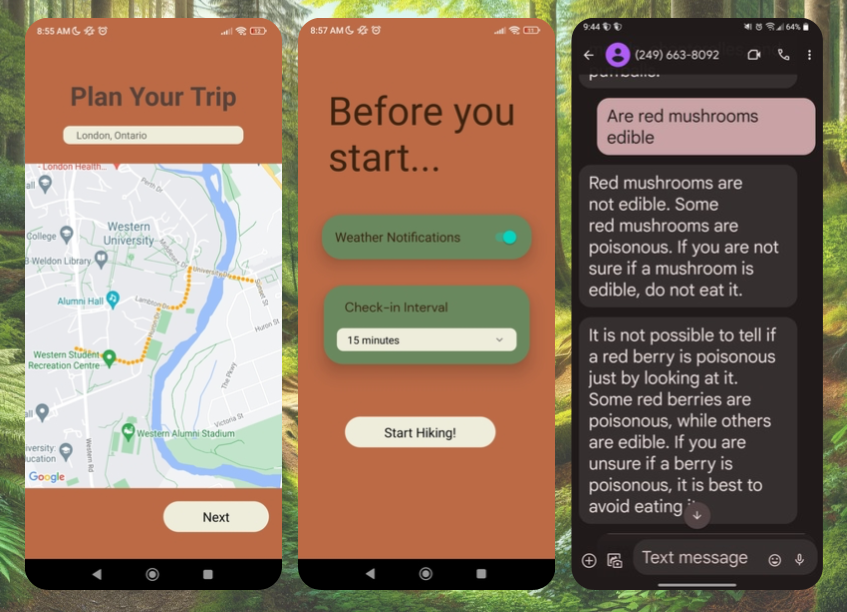 8:55 AM
53
Plan Your Trip
London, Ontario
London Health...
Perth Dr
Western
University
College
Weldon Library
University Dr
Alumni Hall
Lambton Dr
Sunset St
Huron St
Western Student
Recreation Centre
The Pkwy
Victoria St
Western Alumni Stadium
Western Rd
Google
Next
8:57 AM
Before you
start...
Weather Notifications
Check-in Interval
15 minutes
Start Hiking!
9:44
64%
(249) 663-8092
puffballs.
Are red mushrooms
edible
Red mushrooms are
not edible. Some
red mushrooms are
poisonous. If you are not
sure if a mushroom is
edible, do not eat it.
It is not possible to tell if
a red berry is poisonous
just by looking at it.
Some red berries are
poisonous, while others
are edible. If you are
unsure if a berry is
poisonous, it is best to
avoid eating it.
Text message